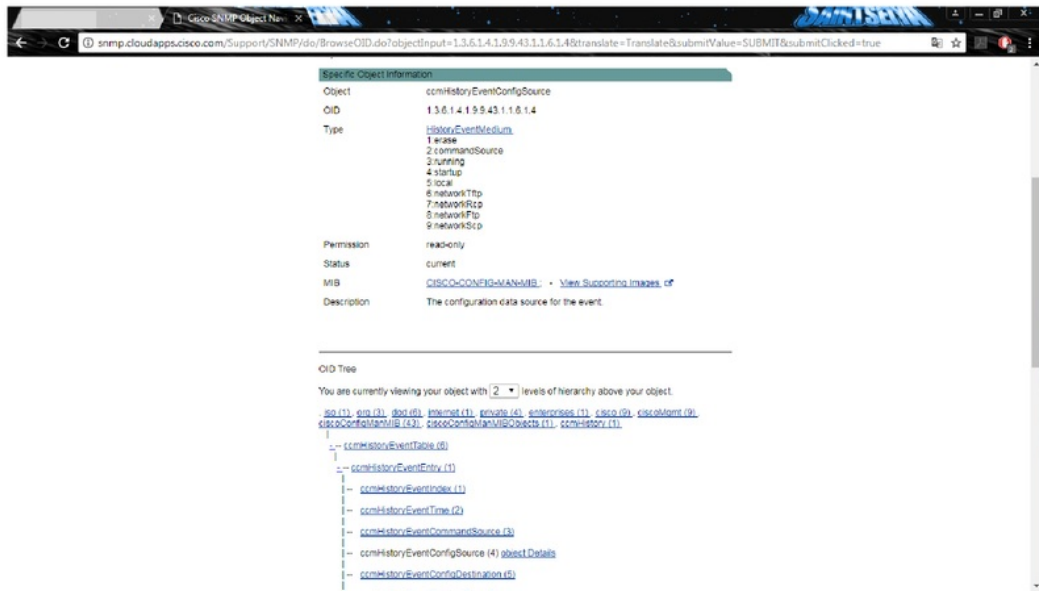 Cisco SNMP Object Navi
SAINTSEIYA
snmp.cloudapps.cisco.com/Support/SNMP/do/BrowseOID.do?objectInput=1.3.6.1.4.1.9.9.43.1.1.6.1.4&translate=Translate&submitValue=SUBMIT&submitClicked=true
Specific Object Information
Object ccmHistoryEventConfigSource
OID 1.3.6.1.4.1.9.9.43.1.1.6.1.4
Type HistoryEventMedium
1:erase
2:commandSource
3:running
4:startup
5:local
6:networkTftp
7:networkRcp
8:networkFtp
9:networkScp
Permission read-only
Status current
MIB CISCO-CONFIG-MAN-MIB ; - View Supporting Images
Description The configuration data source for the event.
OID Tree
You are currently viewing your object with 2 levels of hierarchy above your object.
. iso (1) . org (3) . dod (6) . internet (1) . private (4) . enterprises (1) . cisco (9) . ciscoMgmt (9) .
ciscoConfigManMIB (43) . ciscoConfigManMIBObjects (1) . ccmHistory (1)
- -- ccmHistoryEventTable (6)
- -- ccmHistoryEventEntry (1)
-- ccmHistoryEventIndex (1)
-- ccmHistoryEventTime (2)
-- ccmHistoryEventCommandSource (3)
-- ccmHistoryEventConfigSource (4) object Details
-- ccmHistoryEventConfigDestination (5)